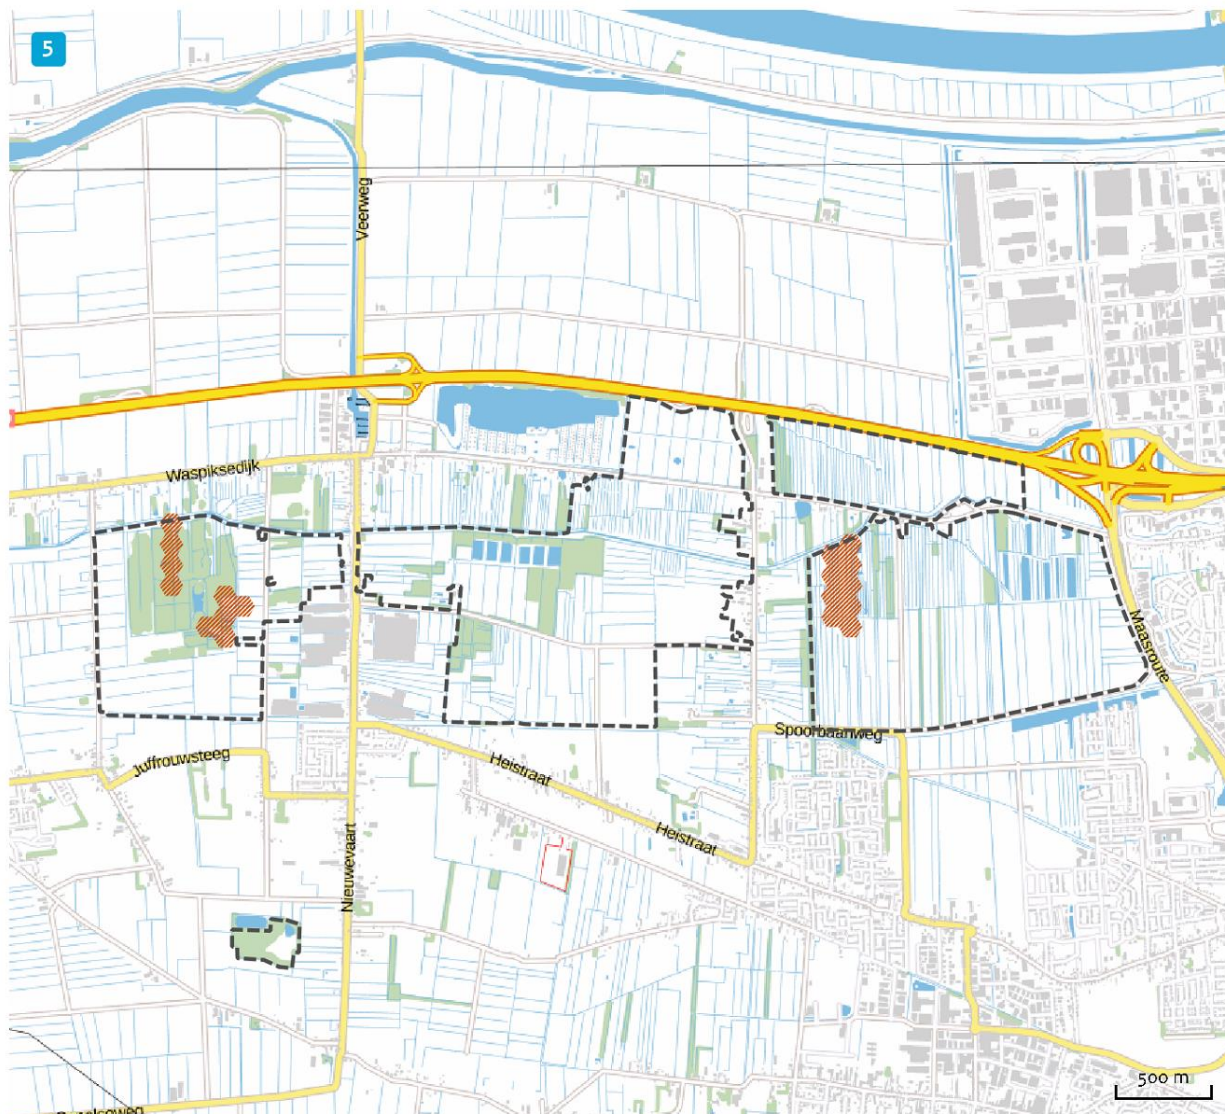 5
Veerweg
Waspiksedijk
Maasroute
Spoorbaanweg
Juffrouwsteeg
Heistraat
Heistraat
Nieuwevaart
500 m